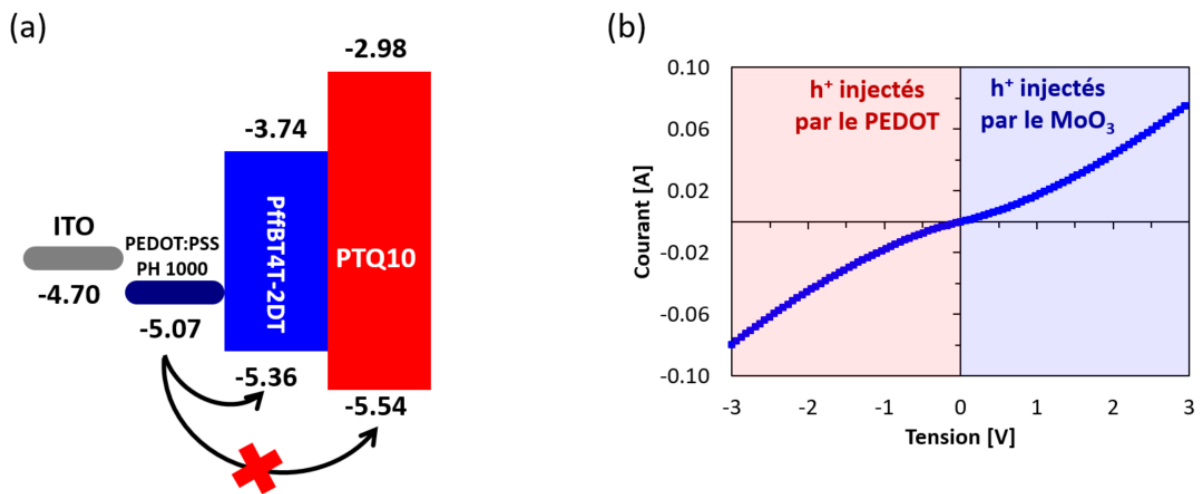 (a)
-2.98
-3.74
ITO
PEDOT:PSS
PH 1000
PffBT4T-2DT
PTQ10
-4.70
-5.07
-5.36
-5.54
(b)
h⁺ injectés
par le PEDOT
h⁺ injectés
par le MoO₃
Courant [A]
0.10
0.06
0.02
-0.02
-0.06
-0.10
-3
-2
-1
0
1
2
3
Tension [V]